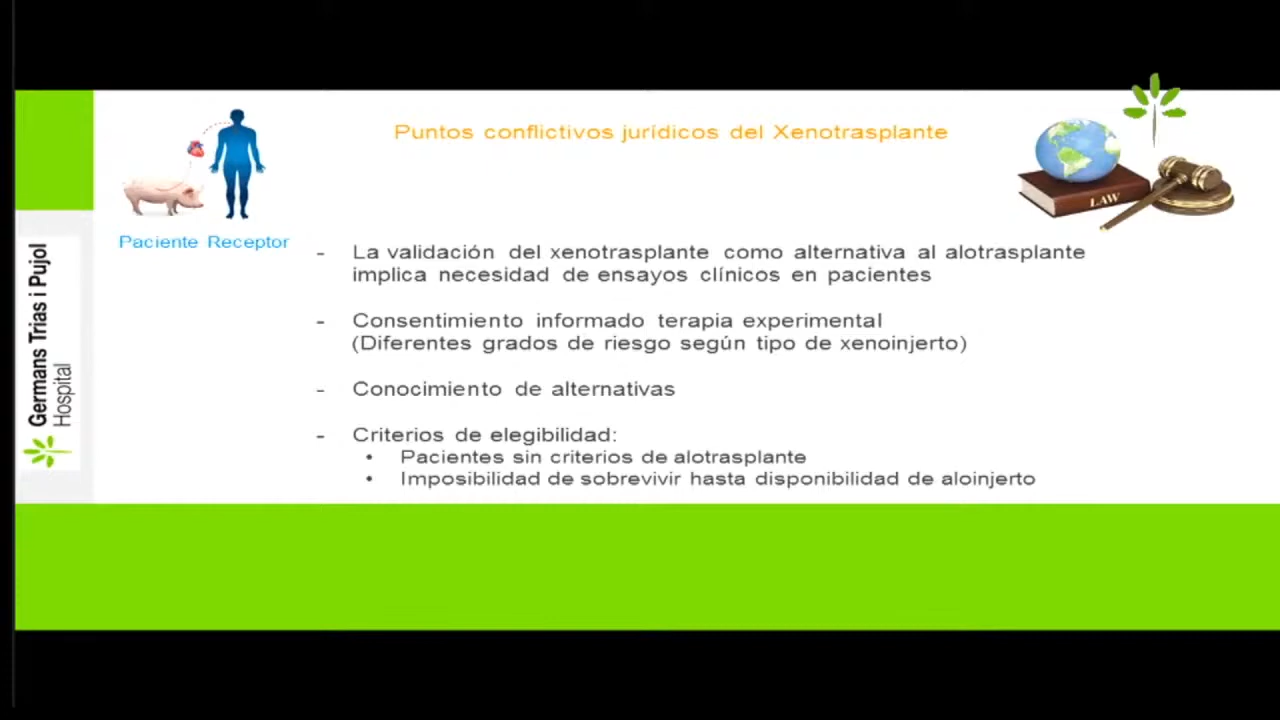 Puntos conflictivos jurídicos del Xenotrasplante
LAW
Paciente Receptor
Germans Trias i Pujol
Hospital
- La validación del xenotrasplante como alternativa al alotrasplante
implica necesidad de ensayos clínicos en pacientes
- Consentimiento informado terapia experimental
(Diferentes grados de riesgo según tipo de xenoinjerto)
- Conocimiento de alternativas
- Criterios de elegibilidad:
• Pacientes sin criterios de alotrasplante
• Imposibilidad de sobrevivir hasta disponibilidad de aloinjerto